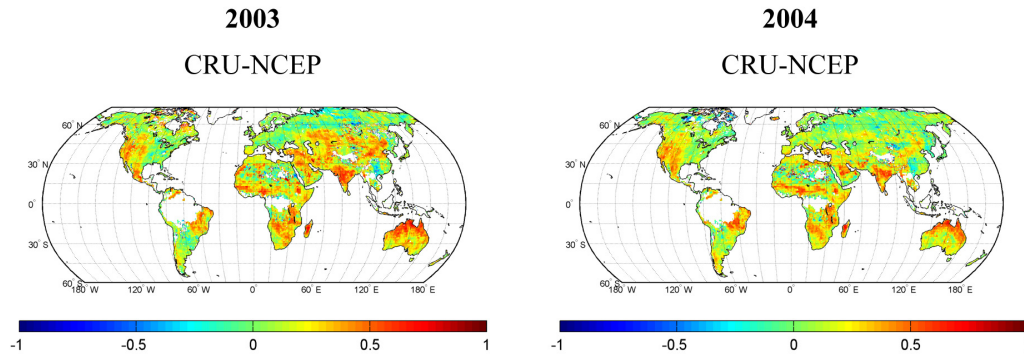 2003
CRU-NCEP
60° N
30° N
0°
30° S
60° S
180° W
120° W
60° W
0°
60° E
120° E
180° E
-1
-0.5
0
0.5
1
2004
CRU-NCEP
60° N
30° N
0°
30° S
60° S
180° W
120° W
60° W
0°
60° E
120° E
180° E
-1
-0.5
0
0.5